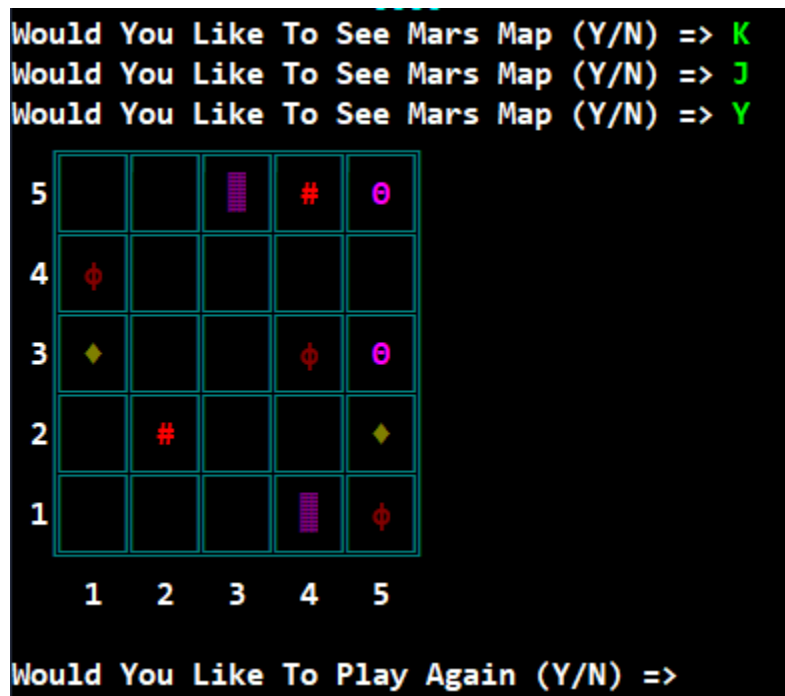 Would You Like To See Mars Map (Y/N) => K
Would You Like To See Mars Map (Y/N) => J
Would You Like To See Mars Map (Y/N) => Y
5 ▓ # Θ
4 ф
3 ♦ ф Θ
2 # ♦
1 ▓ ф
1 2 3 4 5
Would You Like To Play Again (Y/N) =>